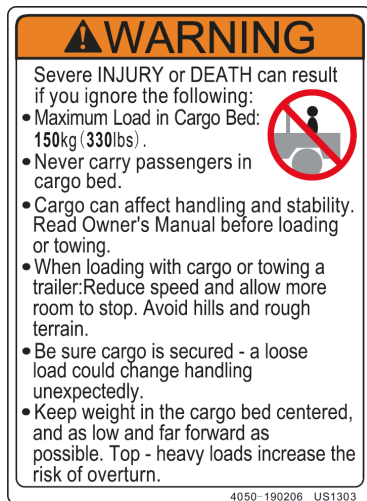 WARNING
Severe INJURY or DEATH can result
if you ignore the following:
• Maximum Load in Cargo Bed:
150kg(330lbs).
• Never carry passengers in
cargo bed.
• Cargo can affect handling and stability.
Read Owner's Manual before loading
or towing.
• When loading with cargo or towing a
trailer:Reduce speed and allow more
room to stop. Avoid hills and rough
terrain.
• Be sure cargo is secured - a loose
load could change handling
unexpectedly.
• Keep weight in the cargo bed centered,
and as low and far forward as
possible. Top - heavy loads increase the
risk of overturn.
4050-190206 US1303